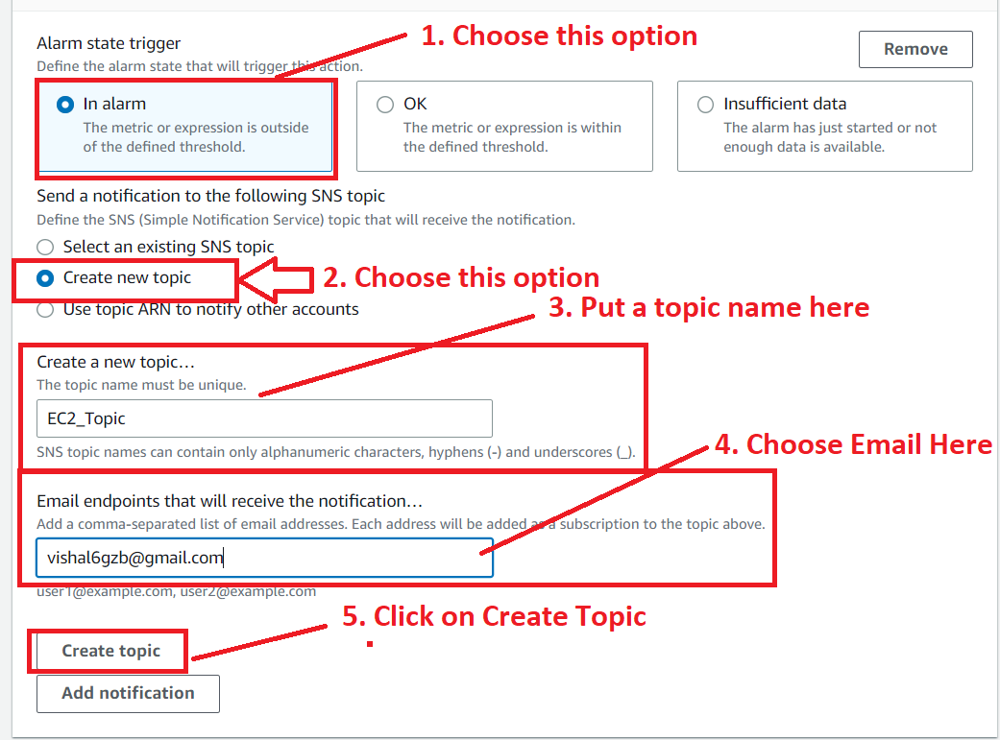 1. Choose this option
Alarm state trigger
Remove
Define the alarm state that will trigger this action.
In alarm
The metric or expression is outside
of the defined threshold.
OK
The metric or expression is within
the defined threshold.
Insufficient data
The alarm has just started or not
enough data is available.
Send a notification to the following SNS topic
Define the SNS (Simple Notification Service) topic that will receive the notification.
Select an existing SNS topic
Create new topic
2. Choose this option
Use topic ARN to notify other accounts
3. Put a topic name here
Create a new topic…
The topic name must be unique.
EC2_Topic
SNS topic names can contain only alphanumeric characters, hyphens (-) and underscores (_).
4. Choose Email Here
Email endpoints that will receive the notification…
Add a comma-separated list of email addresses. Each address will be added as a subscription to the topic above.
vishal6gzb@gmail.com
user1@example.com, user2@example.com
5. Click on Create Topic
Create topic
Add notification